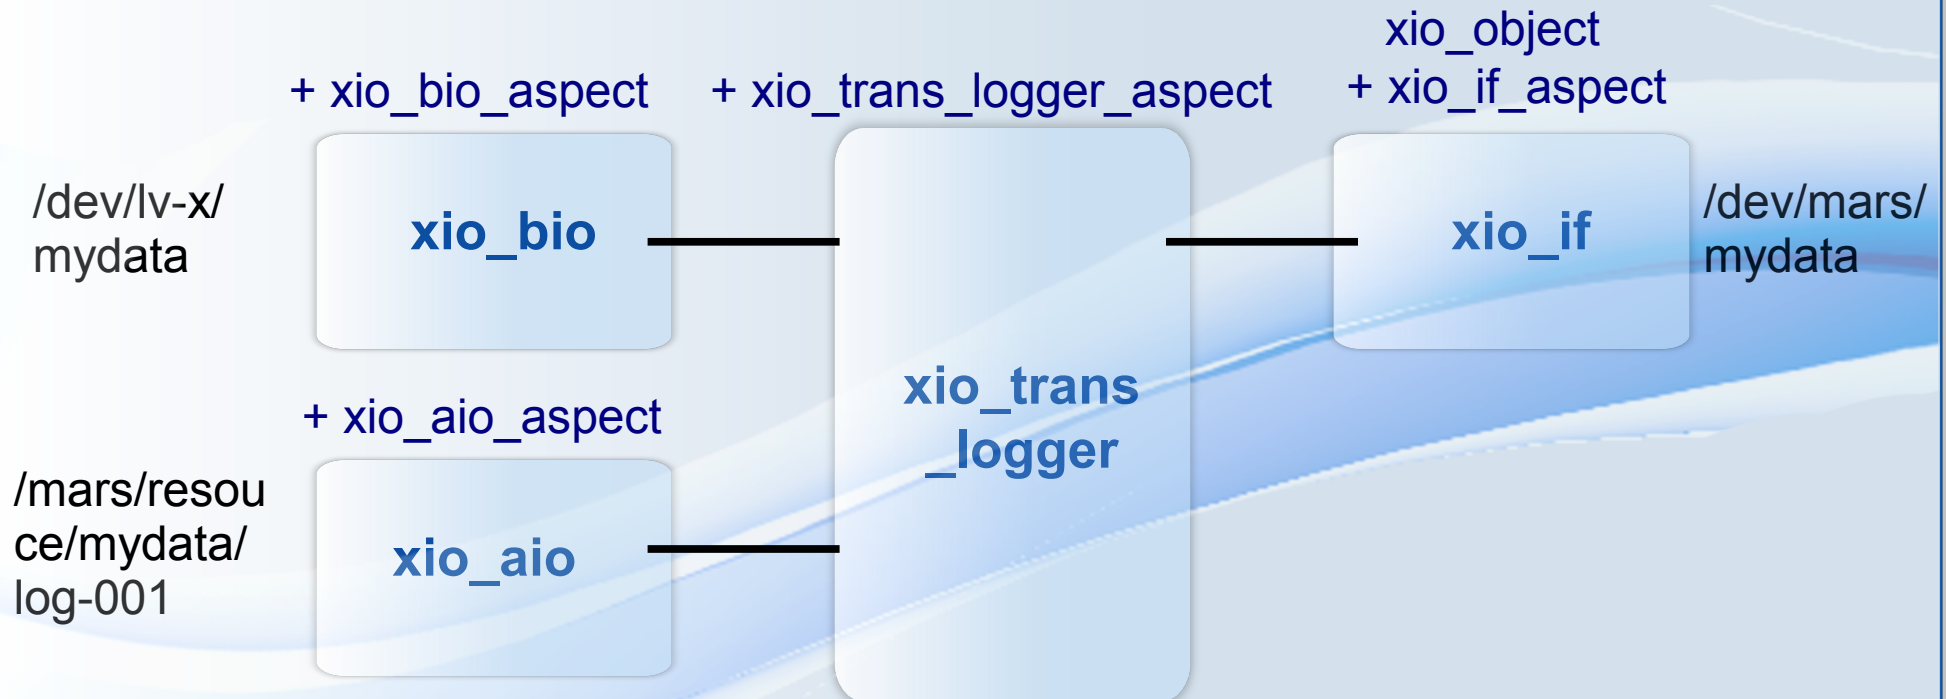 xio_object
+ xio_bio_aspect
+ xio_trans_logger_aspect
+ xio_if_aspect
/dev/lv-x/
mydata
xio_bio
xio_if
/dev/mars/
mydata
xio_trans
_logger
+ xio_aio_aspect
/mars/resou
ce/mydata/
log-001
xio_aio